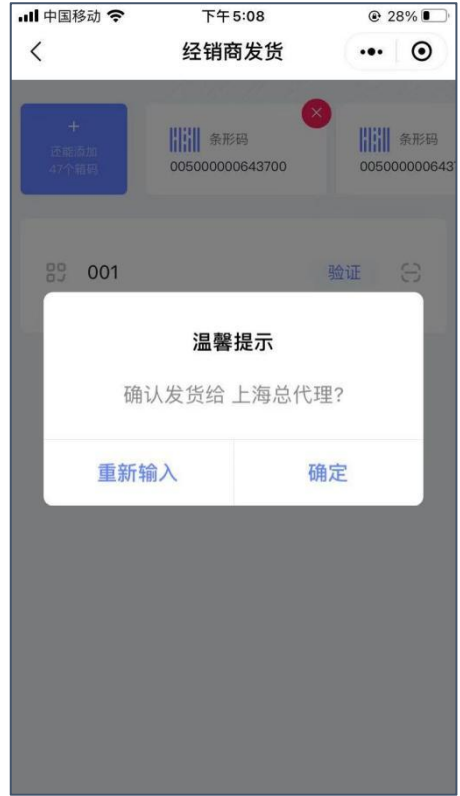 中国移动 下午5:08 28%
经销商发货
+
还能添加
47个箱码
条形码
005000000643700
条形码
005000000643
001 验证
温馨提示
确认发货给 上海总代理?
重新输入 确定